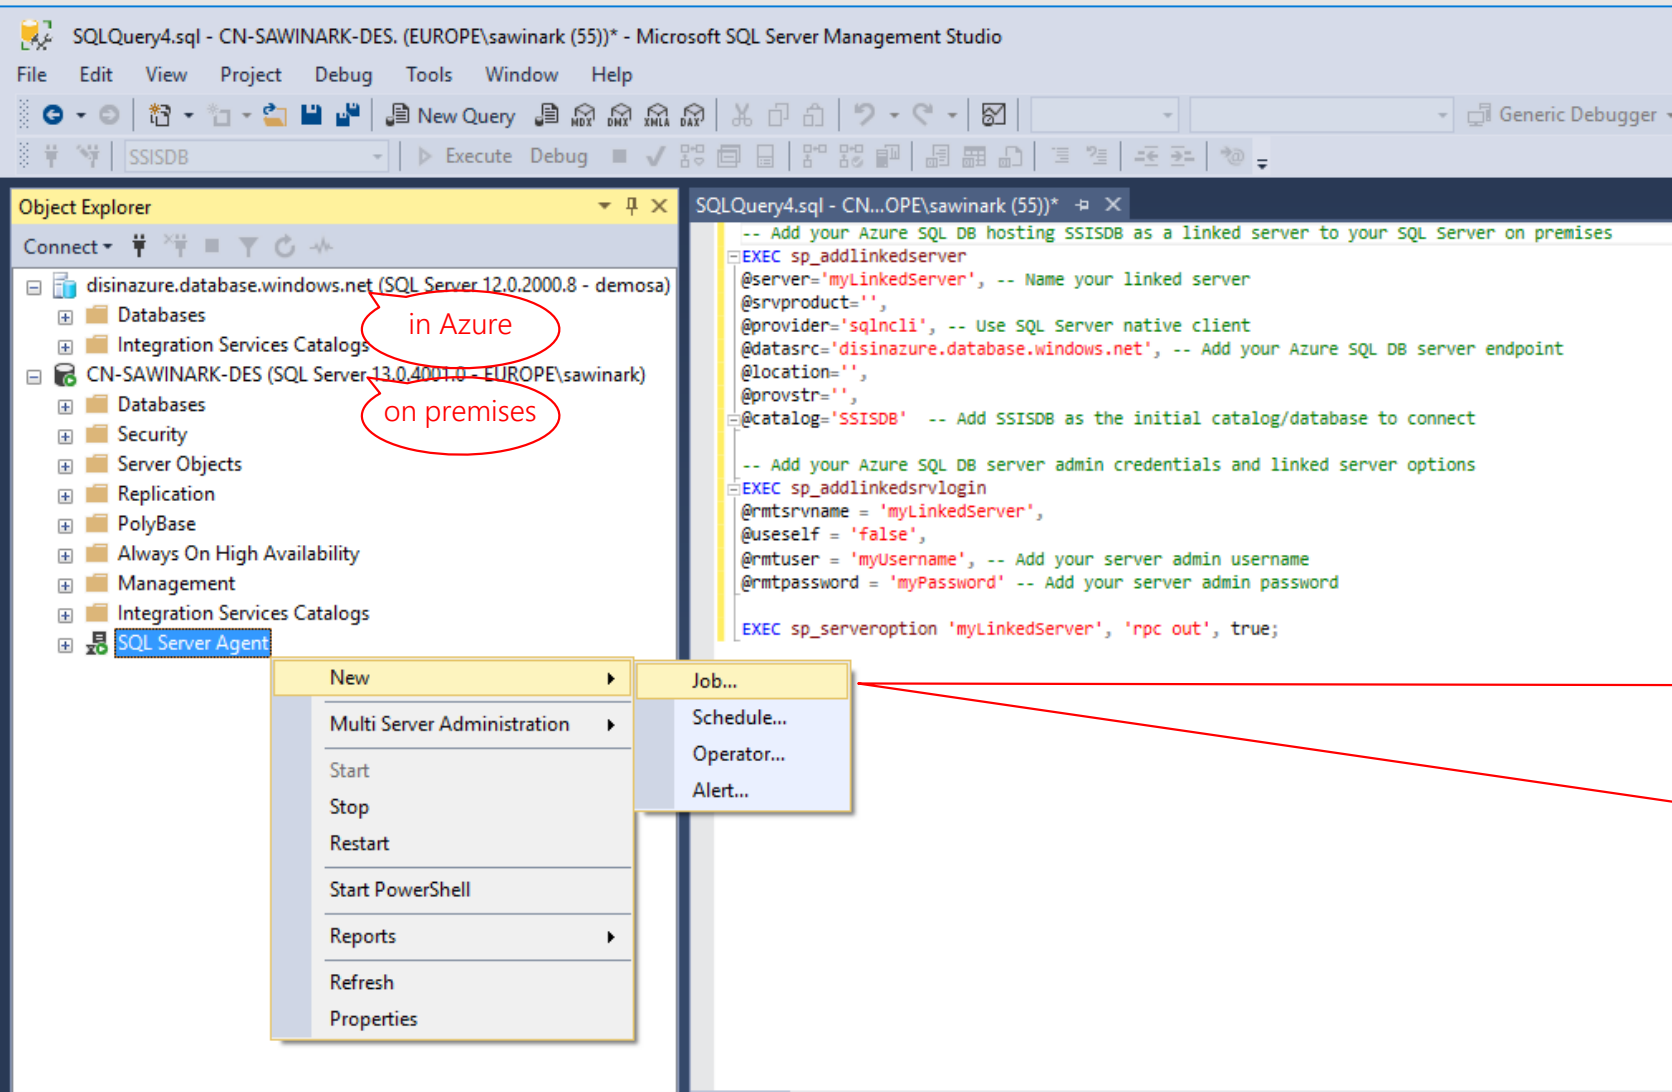 SQLQuery4.sql - CN-SAWINARK-DES. (EUROPE\sawinark (55))* - Microsoft SQL Server Management Studio
File Edit View Project Debug Tools Window Help
New Query MDX DMX XMLA DAX Generic Debugger
SSISDB Execute Debug
Object Explorer
Connect
disinazure.database.windows.net (SQL Server 12.0.2000.8 - demosa)
Databases
in Azure
Integration Services Catalogs
CN-SAWINARK-DES (SQL Server 13.0.4001.0 - EUROPE\sawinark)
Databases
on premises
Security
Server Objects
Replication
PolyBase
Always On High Availability
Management
Integration Services Catalogs
SQL Server Agent
New
Multi Server Administration
Start
Stop
Restart
Start PowerShell
Reports
Refresh
Properties
Job...
Schedule...
Operator...
Alert...
SQLQuery4.sql - CN...OPE\sawinark (55))*
-- Add your Azure SQL DB hosting SSISDB as a linked server to your SQL Server on premises
EXEC sp_addlinkedserver
@server='myLinkedServer', -- Name your linked server
@srvproduct='',
@provider='sqlncli', -- Use SQL Server native client
@datasrc='disinazure.database.windows.net', -- Add your Azure SQL DB server endpoint
@location='',
@provstr='',
@catalog='SSISDB' -- Add SSISDB as the initial catalog/database to connect
-- Add your Azure SQL DB server admin credentials and linked server options
EXEC sp_addlinkedsrvlogin
@rmtsrvname = 'myLinkedServer',
@useself = 'false',
@rmtuser = 'myUsername', -- Add your server admin username
@rmtpassword = 'myPassword' -- Add your server admin password
EXEC sp_serveroption 'myLinkedServer', 'rpc out', true;